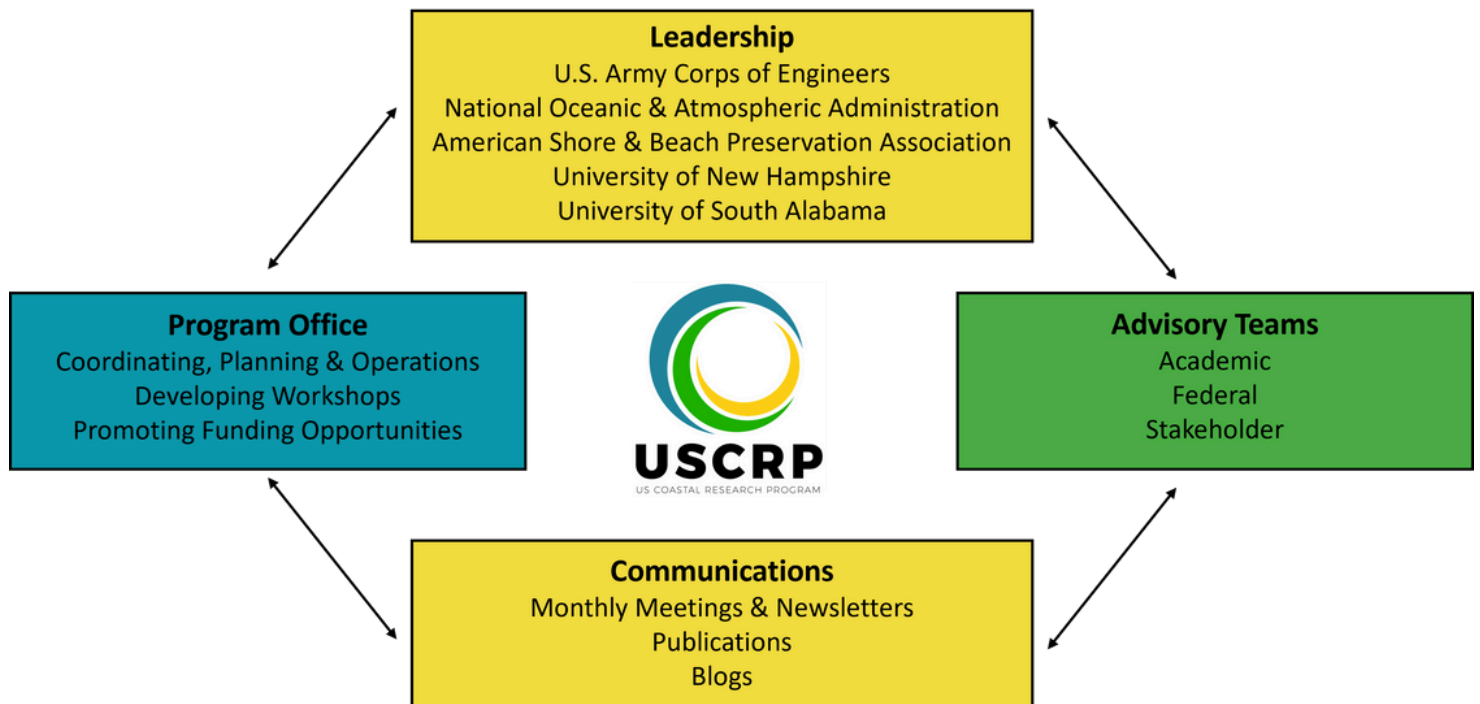 Leadership
U.S. Army Corps of Engineers
National Oceanic & Atmospheric Administration
American Shore & Beach Preservation Association
University of New Hampshire
University of South Alabama
Program Office
Coordinating, Planning & Operations
Developing Workshops
Promoting Funding Opportunities
USCRP
US COASTAL RESEARCH PROGRAM
Advisory Teams
Academic
Federal
Stakeholder
Communications
Monthly Meetings & Newsletters
Publications
Blogs